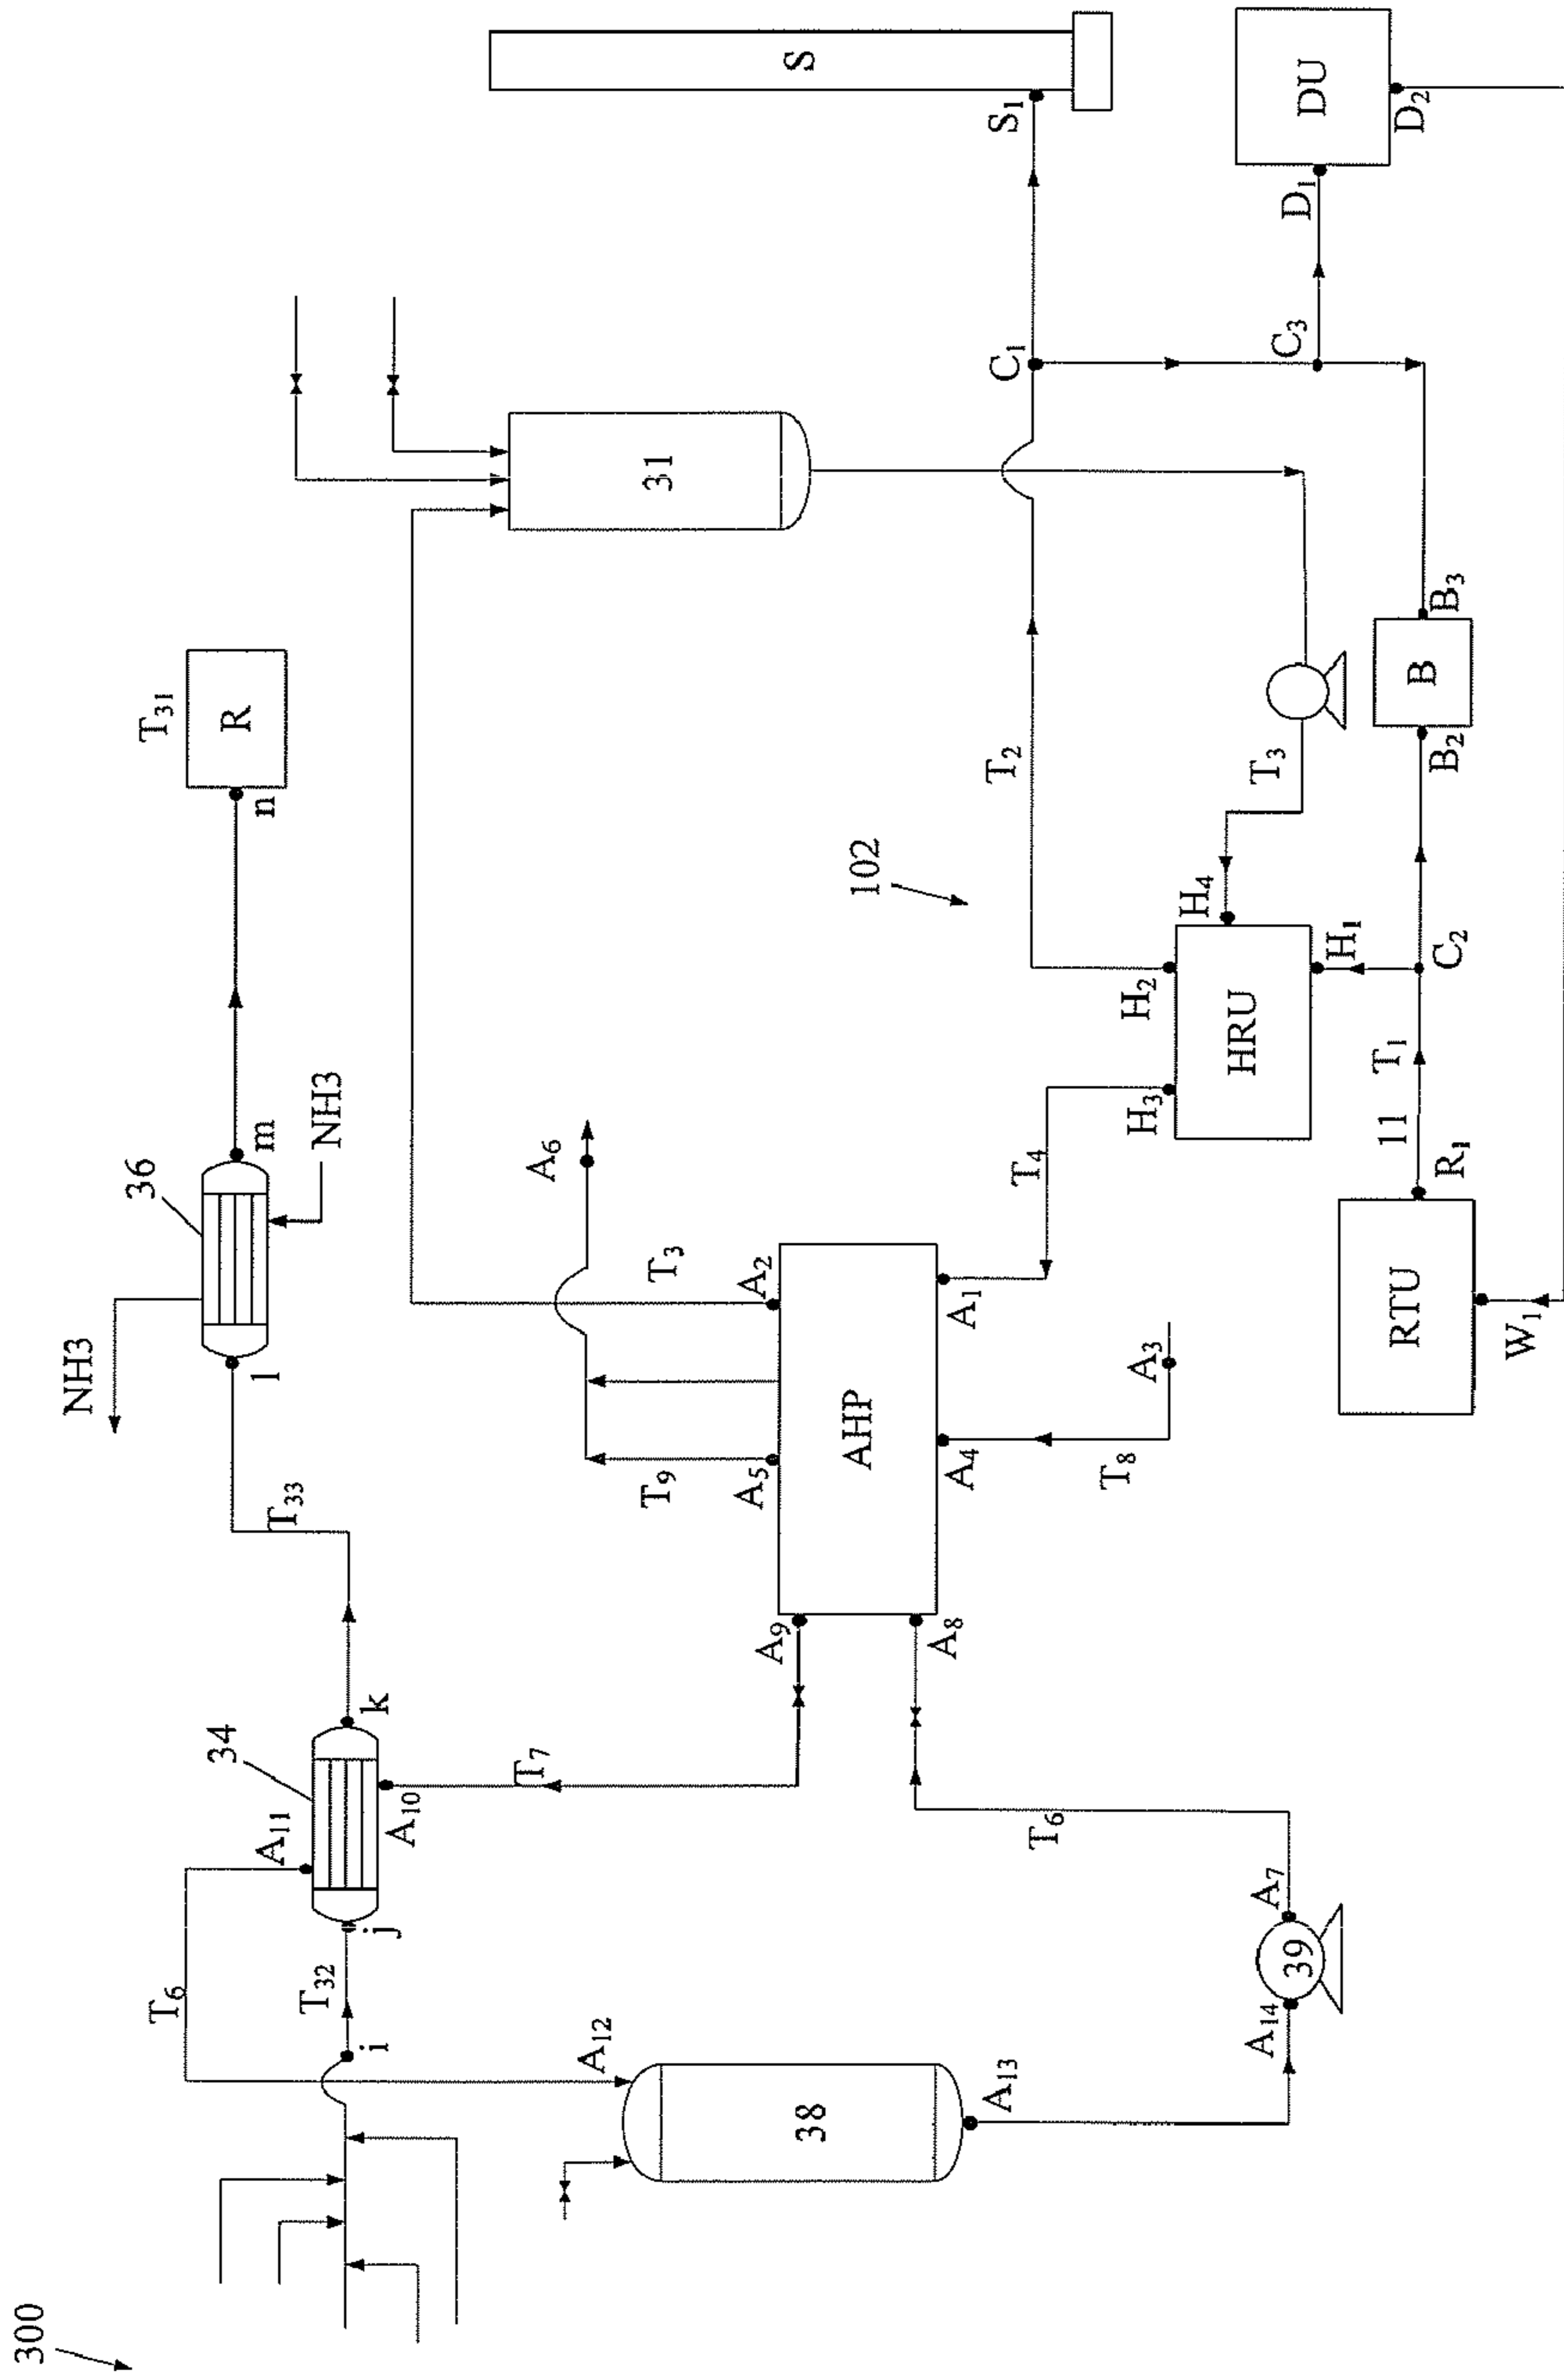 300
T32
i
j
T6
A11
34
k
A10
T7
T33
NH3
l
36
m
NH3
n
T31
R
A12
38
A13
A14
39
A7
T6
A8
A9
AHP
A5
T9
A4
T8
A3
A6
A2
T3
A1
T4
31
102
H3
H2
HRU
H4
H1
T2
T3
C1
S1
S
C3
D1
DU
D2
RTU
W1
R1
11
T1
C2
B2
B
B3